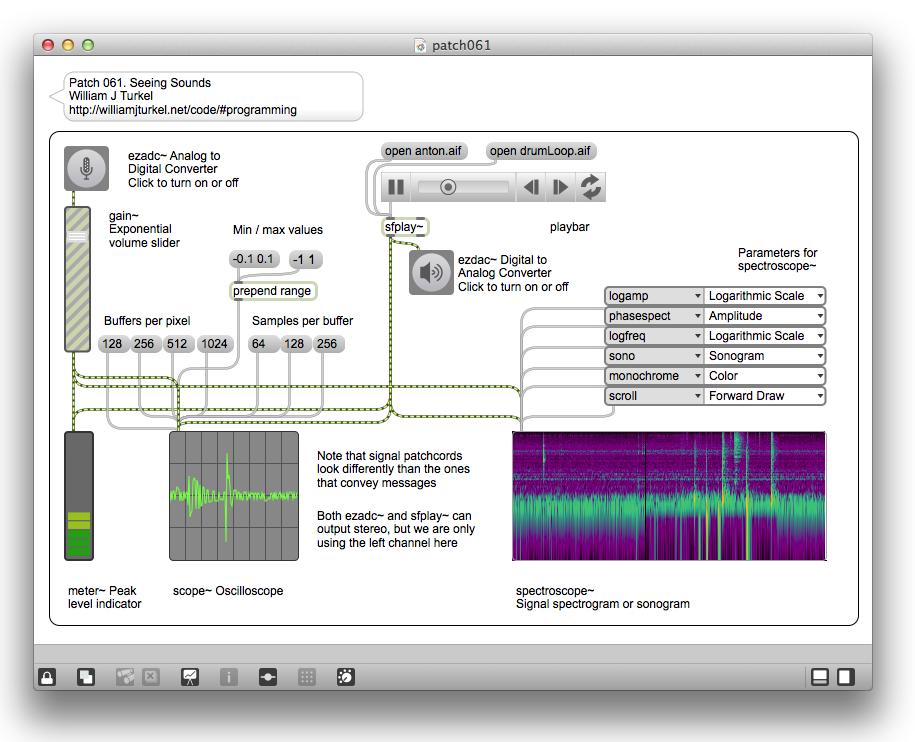 patch061
Patch 061. Seeing Sounds
William J Turkel
http://williamjturkel.net/code/#programming
ezadc~ Analog to
Digital Converter
Click to turn on or off
open anton.aif
open drumLoop.aif
gain~
Exponential
volume slider
Min / max values
sfplay~
playbar
-0.1 0.1
-1 1
ezdac~ Digital to
Analog Converter
Click to turn on or off
Parameters for
spectroscope~
prepend range
logamp
Logarithmic Scale
phasespect
Amplitude
logfreq
Logarithmic Scale
sono
Sonogram
monochrome
Color
scroll
Forward Draw
Buffers per pixel
Samples per buffer
128
256
512
1024
64
128
256
Note that signal patchcords
look differently than the ones
that convey messages
Both ezadc~ and sfplay~ can
output stereo, but we are only
using the left channel here
meter~ Peak
level indicator
scope~ Oscilloscope
spectroscope~
Signal spectrogram or sonogram